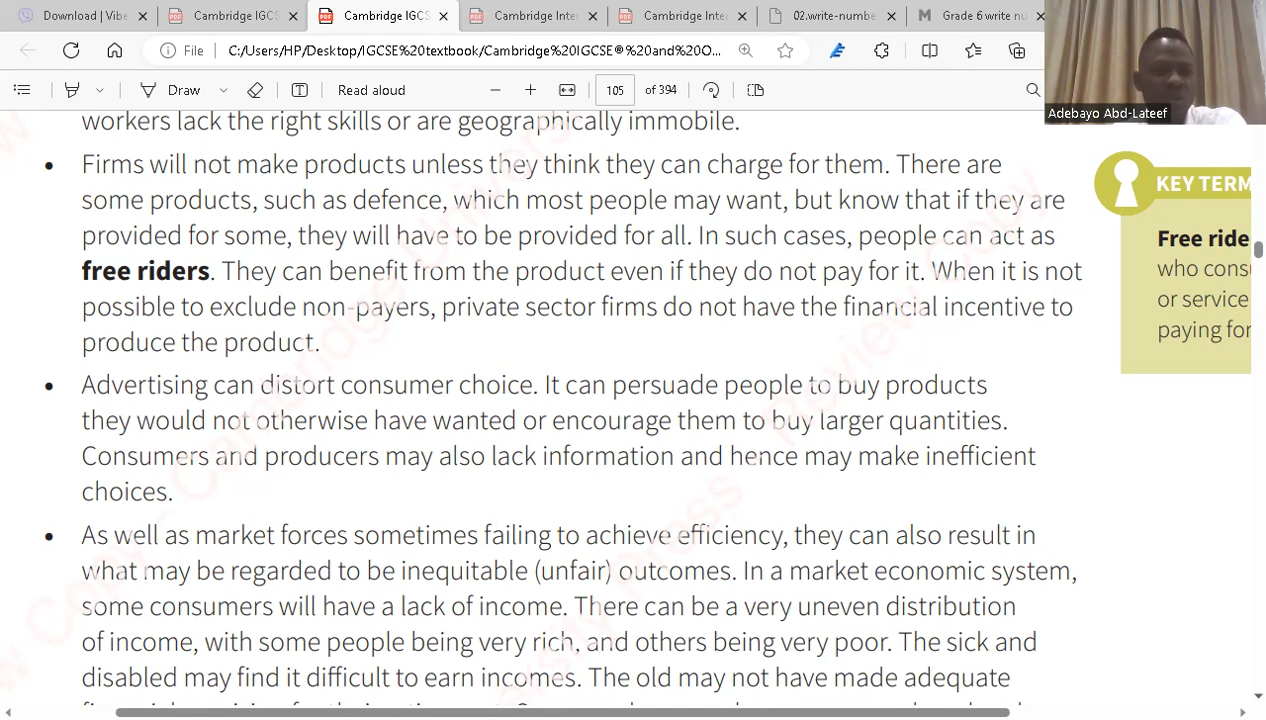 Download | Vibe
Cambridge IGCS
Cambridge IGCS
Cambridge Inter
Cambridge Inter
02.write-number
Grade 6 write nu
File
C:/Users/HP/Desktop/IGCSE%20textbook/Cambridge%20IGCSE®%20and%20O...
Draw
Read aloud
105 of 394
Adebayo Abd-Lateef
workers lack the right skills or are geographically immobile.
• Firms will not make products unless they think they can charge for them. There are
some products, such as defence, which most people may want, but know that if they are
provided for some, they will have to be provided for all. In such cases, people can act as
free riders. They can benefit from the product even if they do not pay for it. When it is not
possible to exclude non-payers, private sector firms do not have the financial incentive to
produce the product.
• Advertising can distort consumer choice. It can persuade people to buy products
they would not otherwise have wanted or encourage them to buy larger quantities.
Consumers and producers may also lack information and hence may make inefficient
choices.
• As well as market forces sometimes failing to achieve efficiency, they can also result in
what may be regarded to be inequitable (unfair) outcomes. In a market economic system,
some consumers will have a lack of income. There can be a very uneven distribution
of income, with some people being very rich, and others being very poor. The sick and
disabled may find it difficult to earn incomes. The old may not have made adequate
KEY TERM
Free ride
who cons
or service
paying for
Cambridge University Press Review Copy